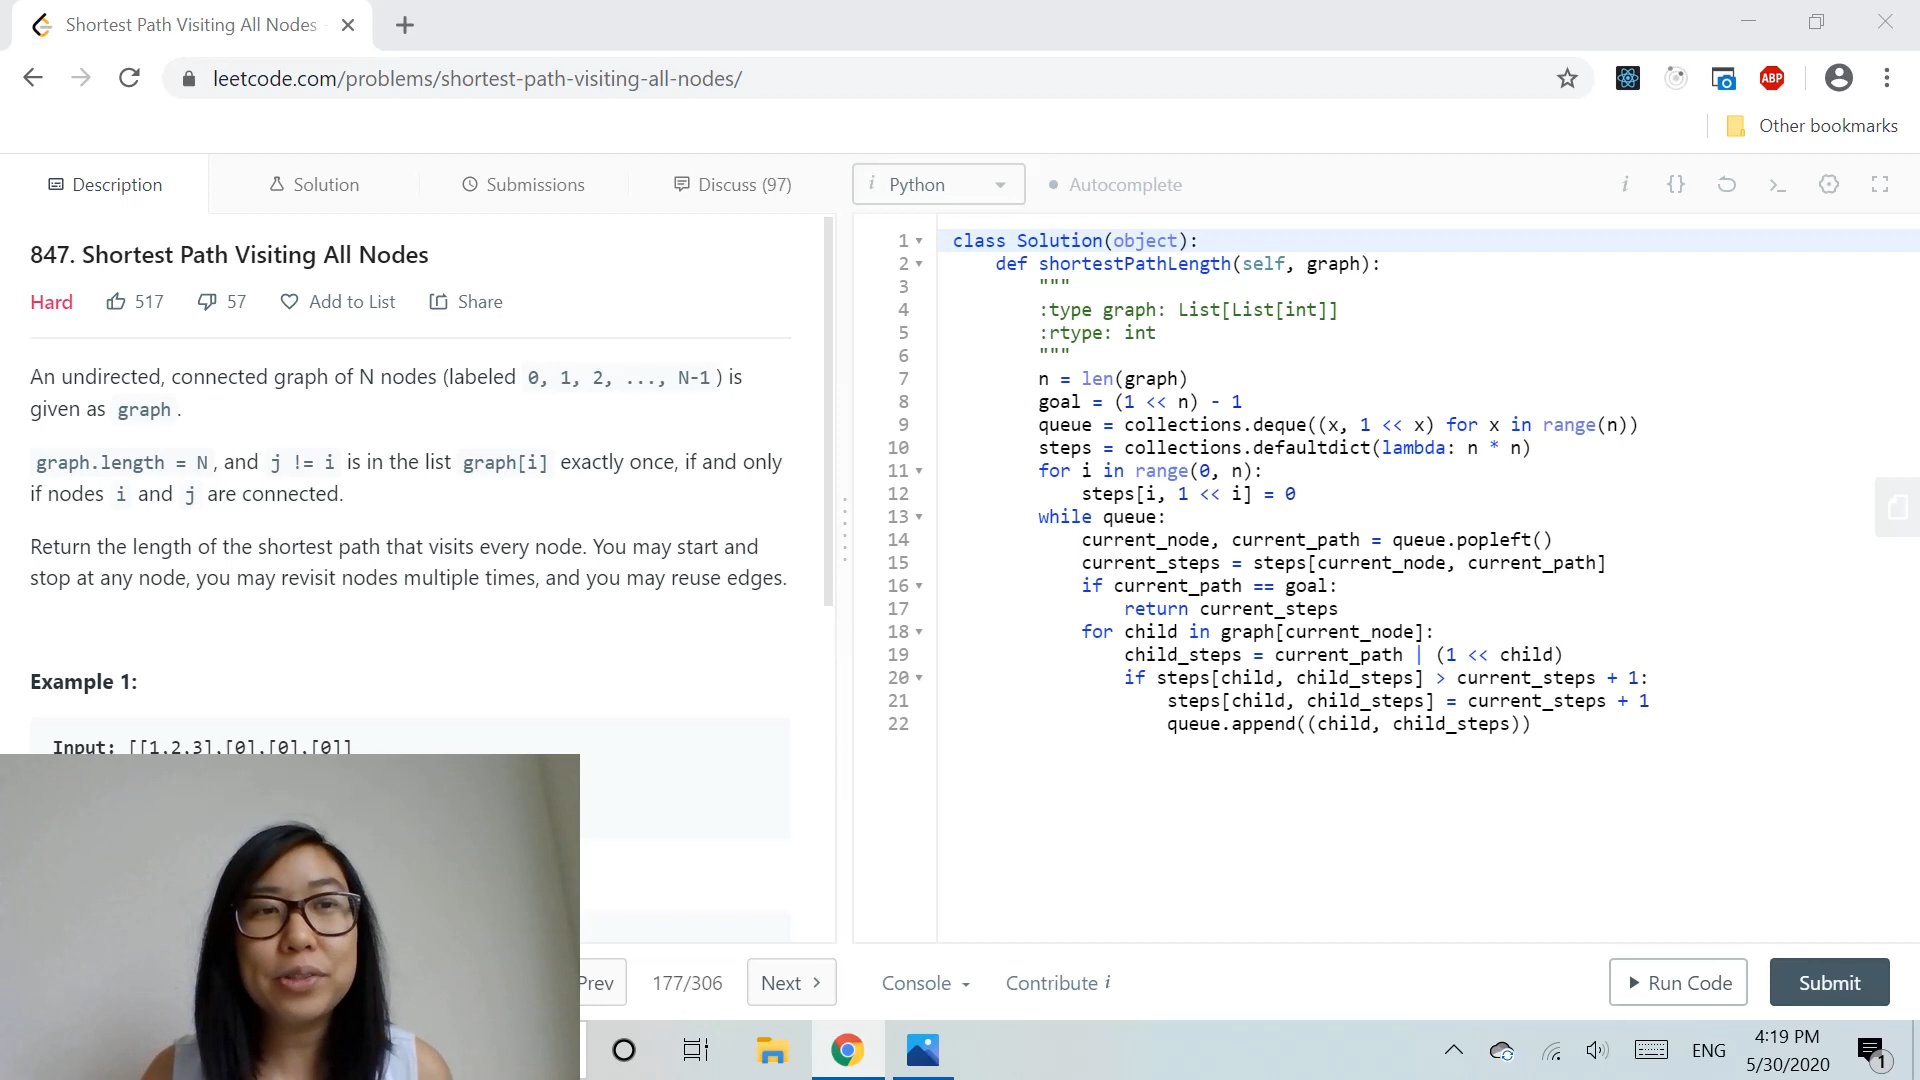 Shortest Path Visiting All Nodes
leetcode.com/problems/shortest-path-visiting-all-nodes/
ABP
Other bookmarks
Description
Solution
Submissions
Discuss (97)
i Python
Autocomplete
i {} >_
847. Shortest Path Visiting All Nodes
Hard 517 57 Add to List Share
An undirected, connected graph of N nodes (labeled 0, 1, 2, ..., N-1 ) is
given as graph .
graph.length = N , and j != i is in the list graph[i] exactly once, if and only
if nodes i and j are connected.
Return the length of the shortest path that visits every node. You may start and
stop at any node, you may revisit nodes multiple times, and you may reuse edges.
Example 1:
Input: [[1,2,3],[0],[0],[0]]
1 class Solution(object):
2 def shortestPathLength(self, graph):
3 """
4 :type graph: List[List[int]]
5 :rtype: int
6 """
7 n = len(graph)
8 goal = (1 << n) - 1
9 queue = collections.deque((x, 1 << x) for x in range(n))
10 steps = collections.defaultdict(lambda: n * n)
11 for i in range(0, n):
12 steps[i, 1 << i] = 0
13 while queue:
14 current_node, current_path = queue.popleft()
15 current_steps = steps[current_node, current_path]
16 if current_path == goal:
17 return current_steps
18 for child in graph[current_node]:
19 child_steps = current_path | (1 << child)
20 if steps[child, child_steps] > current_steps + 1:
21 steps[child, child_steps] = current_steps + 1
22 queue.append((child, child_steps))
Prev
177/306
Next >
Console
Contribute i
Run Code
Submit
ENG
4:19 PM
5/30/2020
1